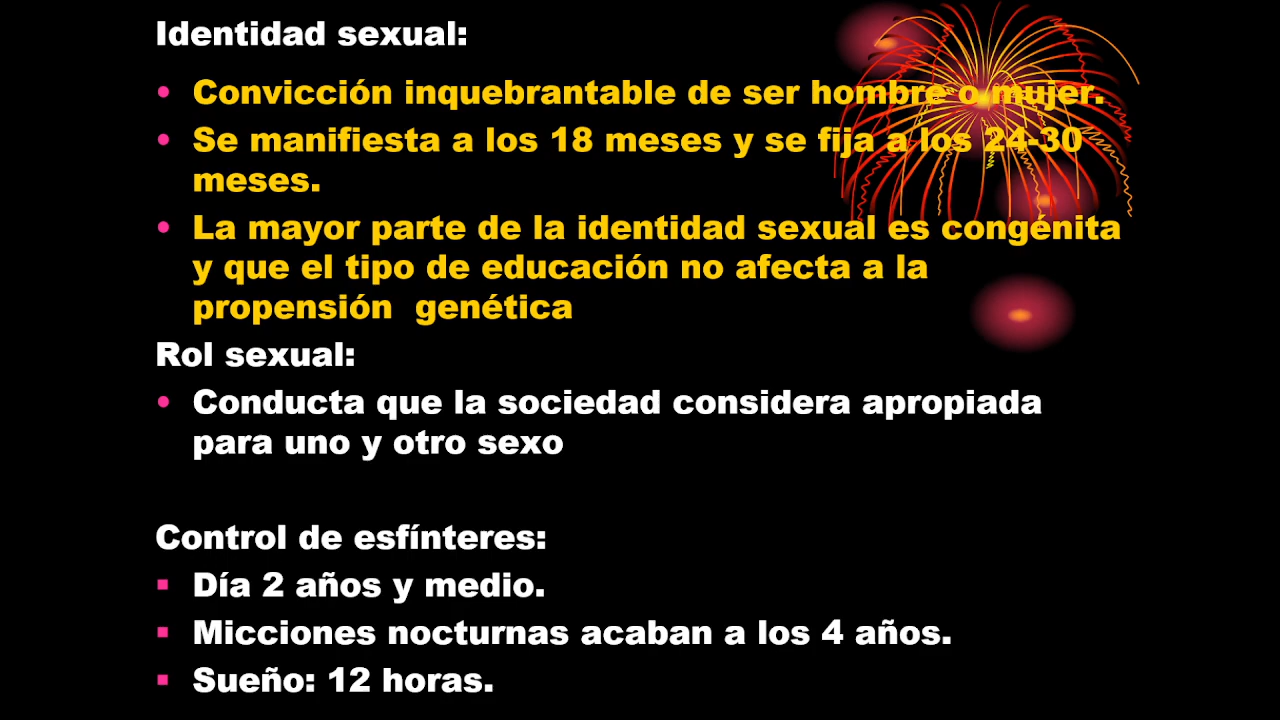 Identidad sexual:
• Convicción inquebrantable de ser hombre o mujer.
• Se manifiesta a los 18 meses y se fija a los 24-30
meses.
• La mayor parte de la identidad sexual es congénita
y que el tipo de educación no afecta a la
propensión  genética
Rol sexual:
• Conducta que la sociedad considera apropiada
para uno y otro sexo
Control de esfínteres:
▪ Día 2 años y medio.
▪ Micciones nocturnas acaban a los 4 años.
▪ Sueño: 12 horas.